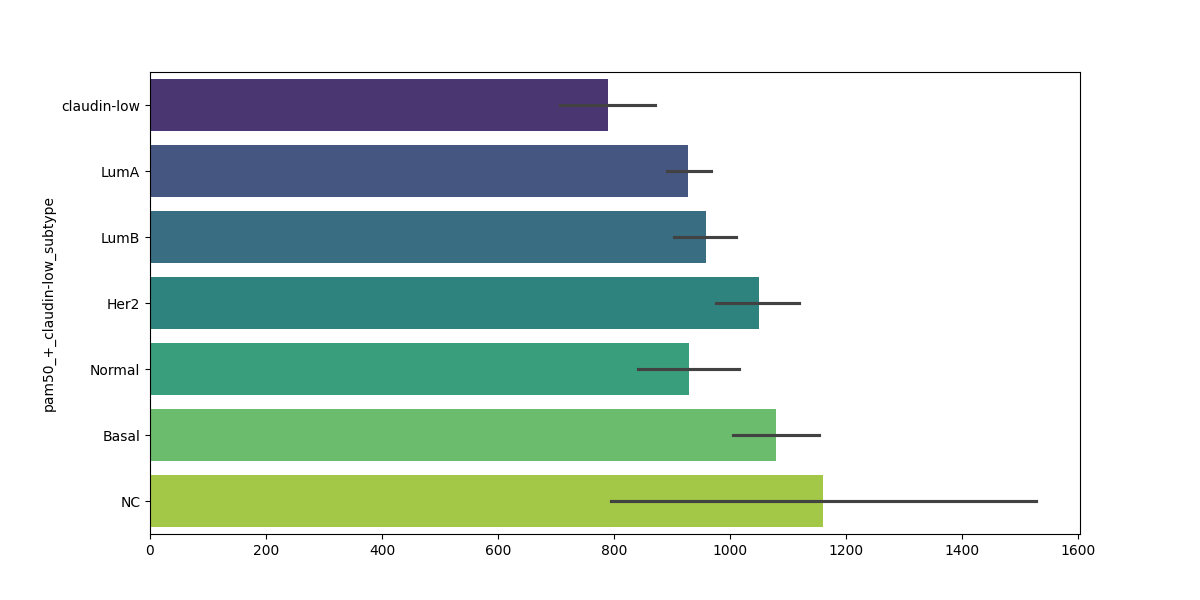 pam50_+_claudin-low_subtype
claudin-low
LumA
LumB
Her2
Normal
Basal
NC
0 200 400 600 800 1000 1200 1400 1600